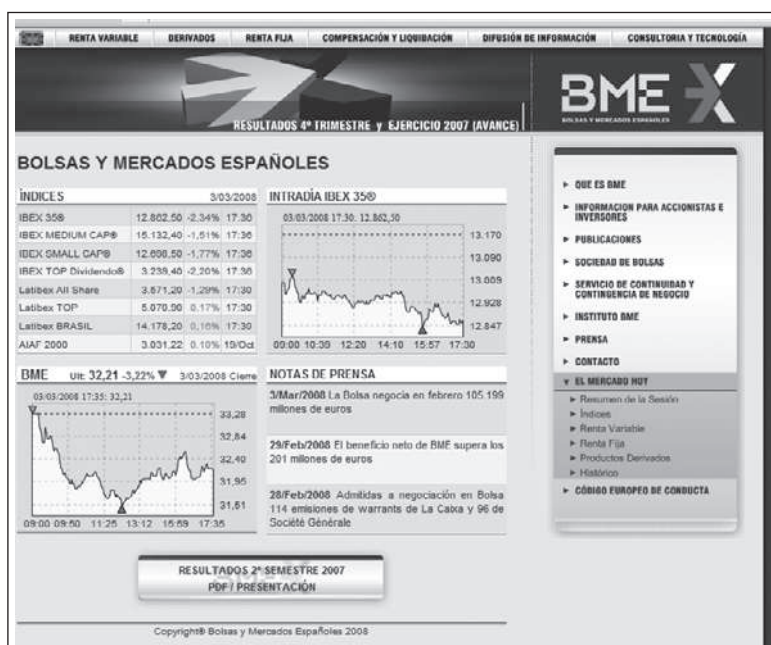 RENTA VARIABLE DERIVADOS RENTA FIJA COMPENSACIÓN Y LIQUIDACIÓN DIFUSIÓN DE INFORMACIÓN CONSULTORIA Y TECNOLOGÍA
RESULTADOS 4º TRIMESTRE y EJERCICIO 2007 (AVANCE)
BME X
BOLSAS Y MERCADOS ESPAÑOLES
BOLSAS Y MERCADOS ESPAÑOLES
ÍNDICES 3/03/2008
IBEX 35® 12.862,50 -2,34% 17:30
IBEX MEDIUM CAP® 15.132,40 -1,51% 17:36
IBEX SMALL CAP® -1,77% 17:36
IBEX TOP Dividendo® 3.239,40 -2,20% 17:36
Latibex All Share 3.571,20 -1,29% 17:30
Latibex TOP 5.070,90 0,17% 17:30
Latibex BRASIL 14.178,20 0,16% 17:30
AIAF 2000 3.031,22 0.10% 19/Oct
INTRADÍA IBEX 35®
03/03/2008 17:30: 12.862,50
13.170
13.090
13.009
12.928
12.847
09:00 10:39 12:20 14:10 15:57 17:30
BME Ult: 32,21 -3,22% ▼ 3/03/2008 Cierre
03/03/2008 17:35: 32,21
33,28
32,84
32,40
31,95
31,51
09:00 09:50 11:25 13:12 15:59 17:35
NOTAS DE PRENSA
3/Mar/2008 La Bolsa negocia en febrero 105.199
millones de euros
29/Feb/2008 El beneficio neto de BME supera los
201 millones de euros
28/Feb/2008 Admitidas a negociación en Bolsa
114 emisiones de warrants de La Caixa y 96 de
Société Générale
RESULTADOS 2º SEMESTRE 2007
PDF / PRESENTACIÓN
Copyright® Bolsas y Mercados Españoles 2008
QUE ES BME
INFORMACION PARA ACCIONISTAS E
INVERSORES
PUBLICACIONES
SOCIEDAD DE BOLSAS
SERVICIO DE CONTINUIDAD Y
CONTINGENCIA DE NEGOCIO
INSTITUTO BME
PRENSA
CONTACTO
EL MERCADO HOY
Resumen de la Sesión
Índices
Renta Variable
Renta Fija
Productos Derivados
Histórico
CÓDIGO EUROPEO DE CONDUCTA